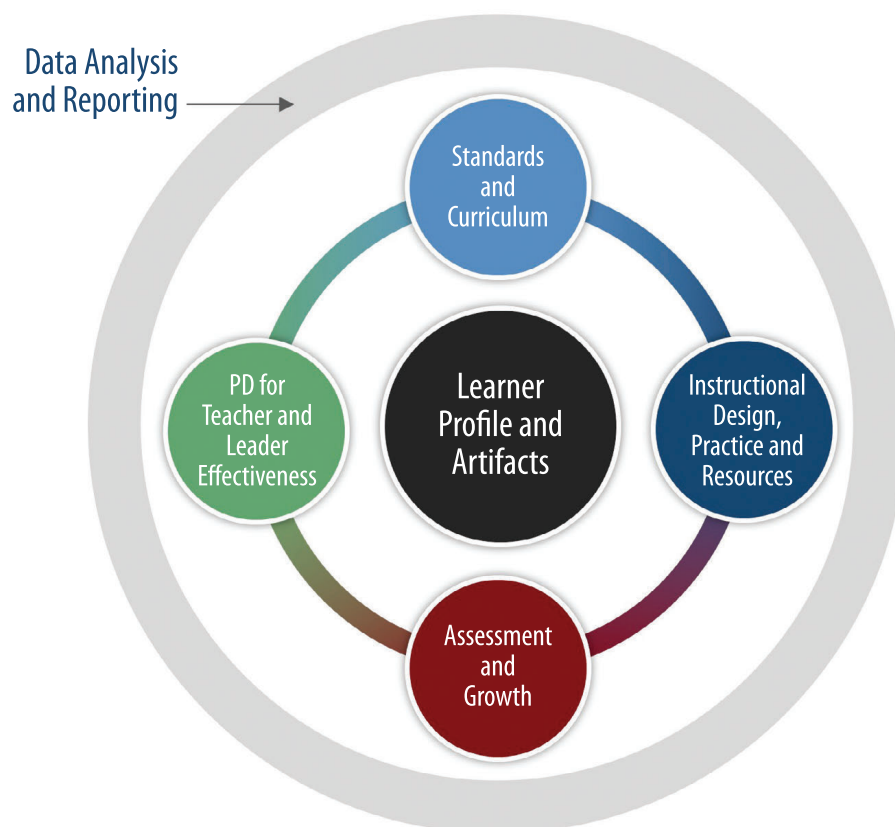 Data Analysis
and Reporting
Standards
and
Curriculum
PD for
Teacher and
Leader
Effectiveness
Learner
Profile and
Artifacts
Instructional
Design,
Practice and
Resources
Assessment
and
Growth